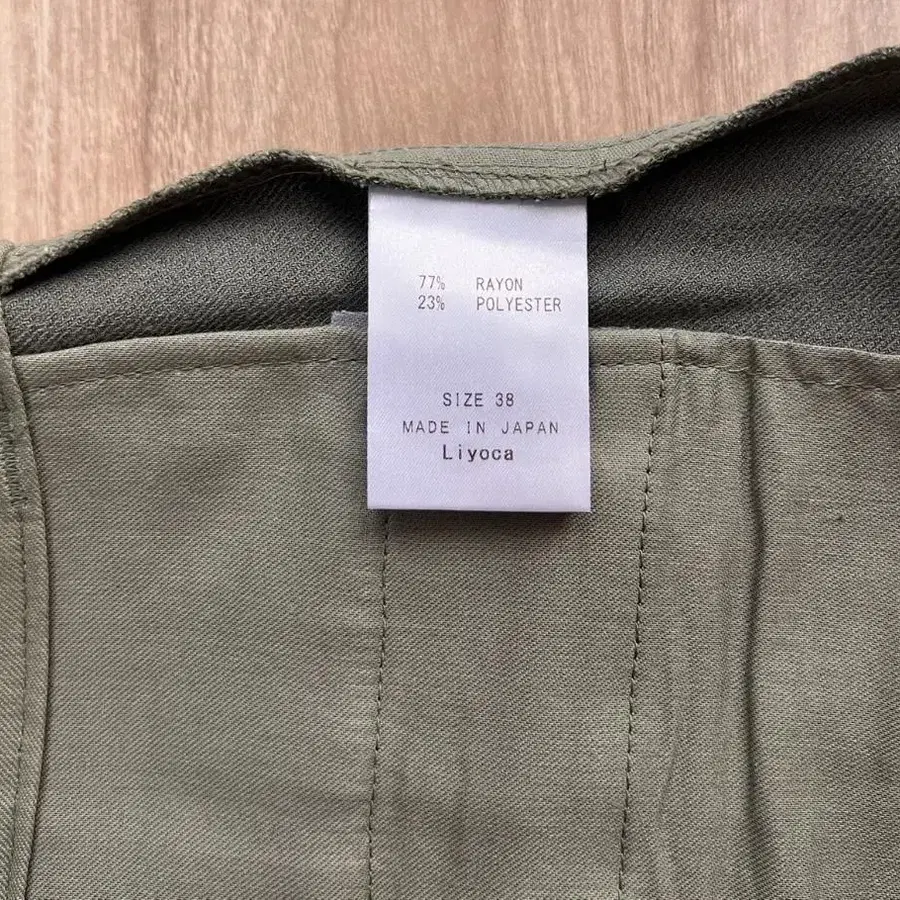 77% RAYON
23% POLYESTER
SIZE 38
MADE IN JAPAN
Liyoca